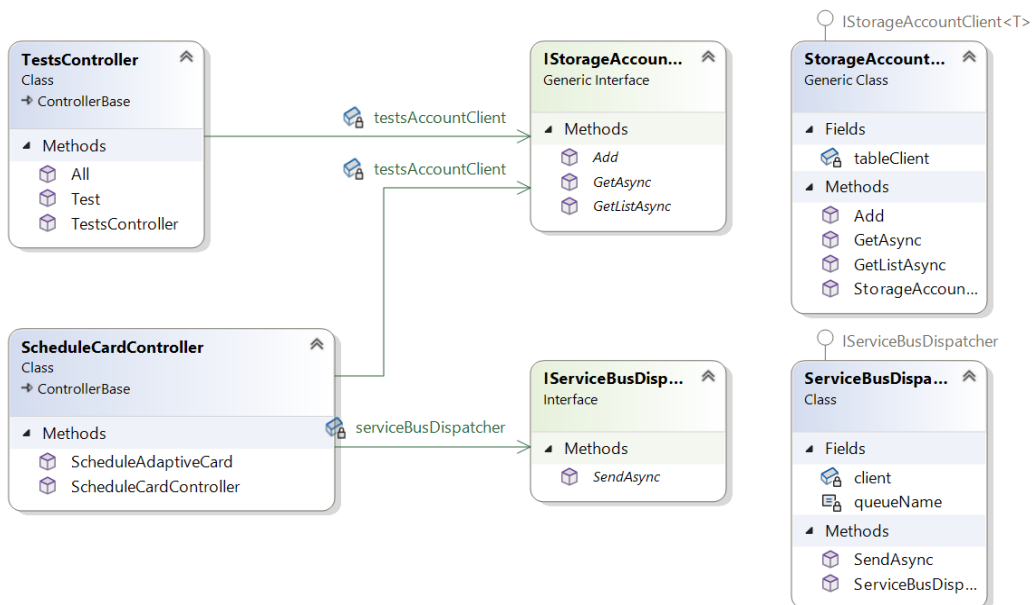 TestsController
Class
ControllerBase
Methods
All
Test
TestsController
testsAccountClient
testsAccountClient
IStorageAccoun...
Generic Interface
Methods
Add
GetAsync
GetListAsync
IStorageAccountClient<T>
StorageAccount...
Generic Class
Fields
tableClient
Methods
Add
GetAsync
GetListAsync
StorageAccoun...
ScheduleCardController
Class
ControllerBase
Methods
ScheduleAdaptiveCard
ScheduleCardController
serviceBusDispatcher
IServiceBusDisp...
Interface
Methods
SendAsync
IServiceBusDispatcher
ServiceBusDispa...
Class
Fields
client
queueName
Methods
SendAsync
ServiceBusDisp...